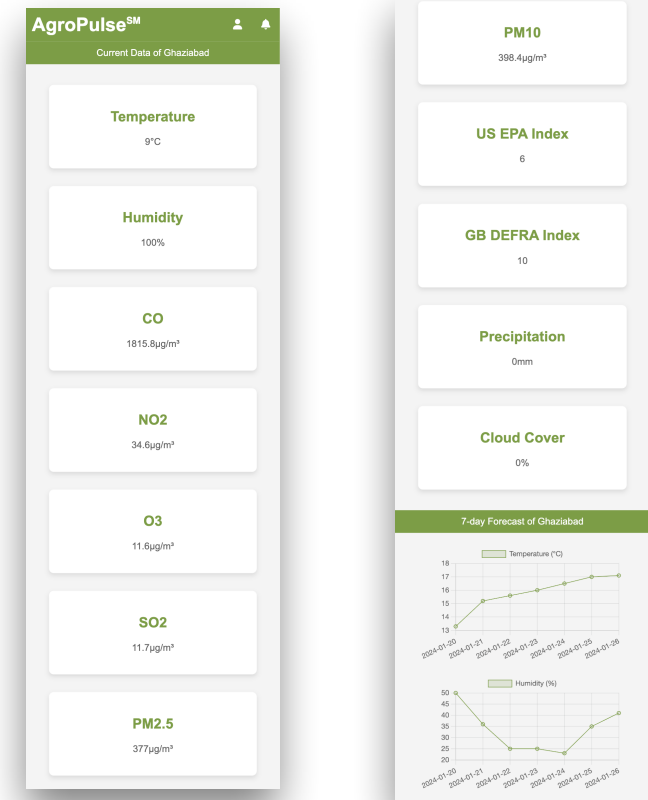 AgroPulse℠
Current Data of Ghaziabad
Temperature
9°C
Humidity
100%
CO
1815.8µg/m³
NO2
34.6µg/m³
O3
11.6µg/m³
SO2
11.7µg/m³
PM2.5
377µg/m³
PM10
398.4µg/m³
US EPA Index
6
GB DEFRA Index
10
Precipitation
0mm
Cloud Cover
0%
7-day Forecast of Ghaziabad
Temperature (°C)
18
17
16
15
14
13
2024-01-20 2024-01-21 2024-01-22 2024-01-23 2024-01-24 2024-01-25 2024-01-26
Humidity (%)
50
45
40
35
30
25
20
2024-01-20 2024-01-21 2024-01-22 2024-01-23 2024-01-24 2024-01-25 2024-01-26